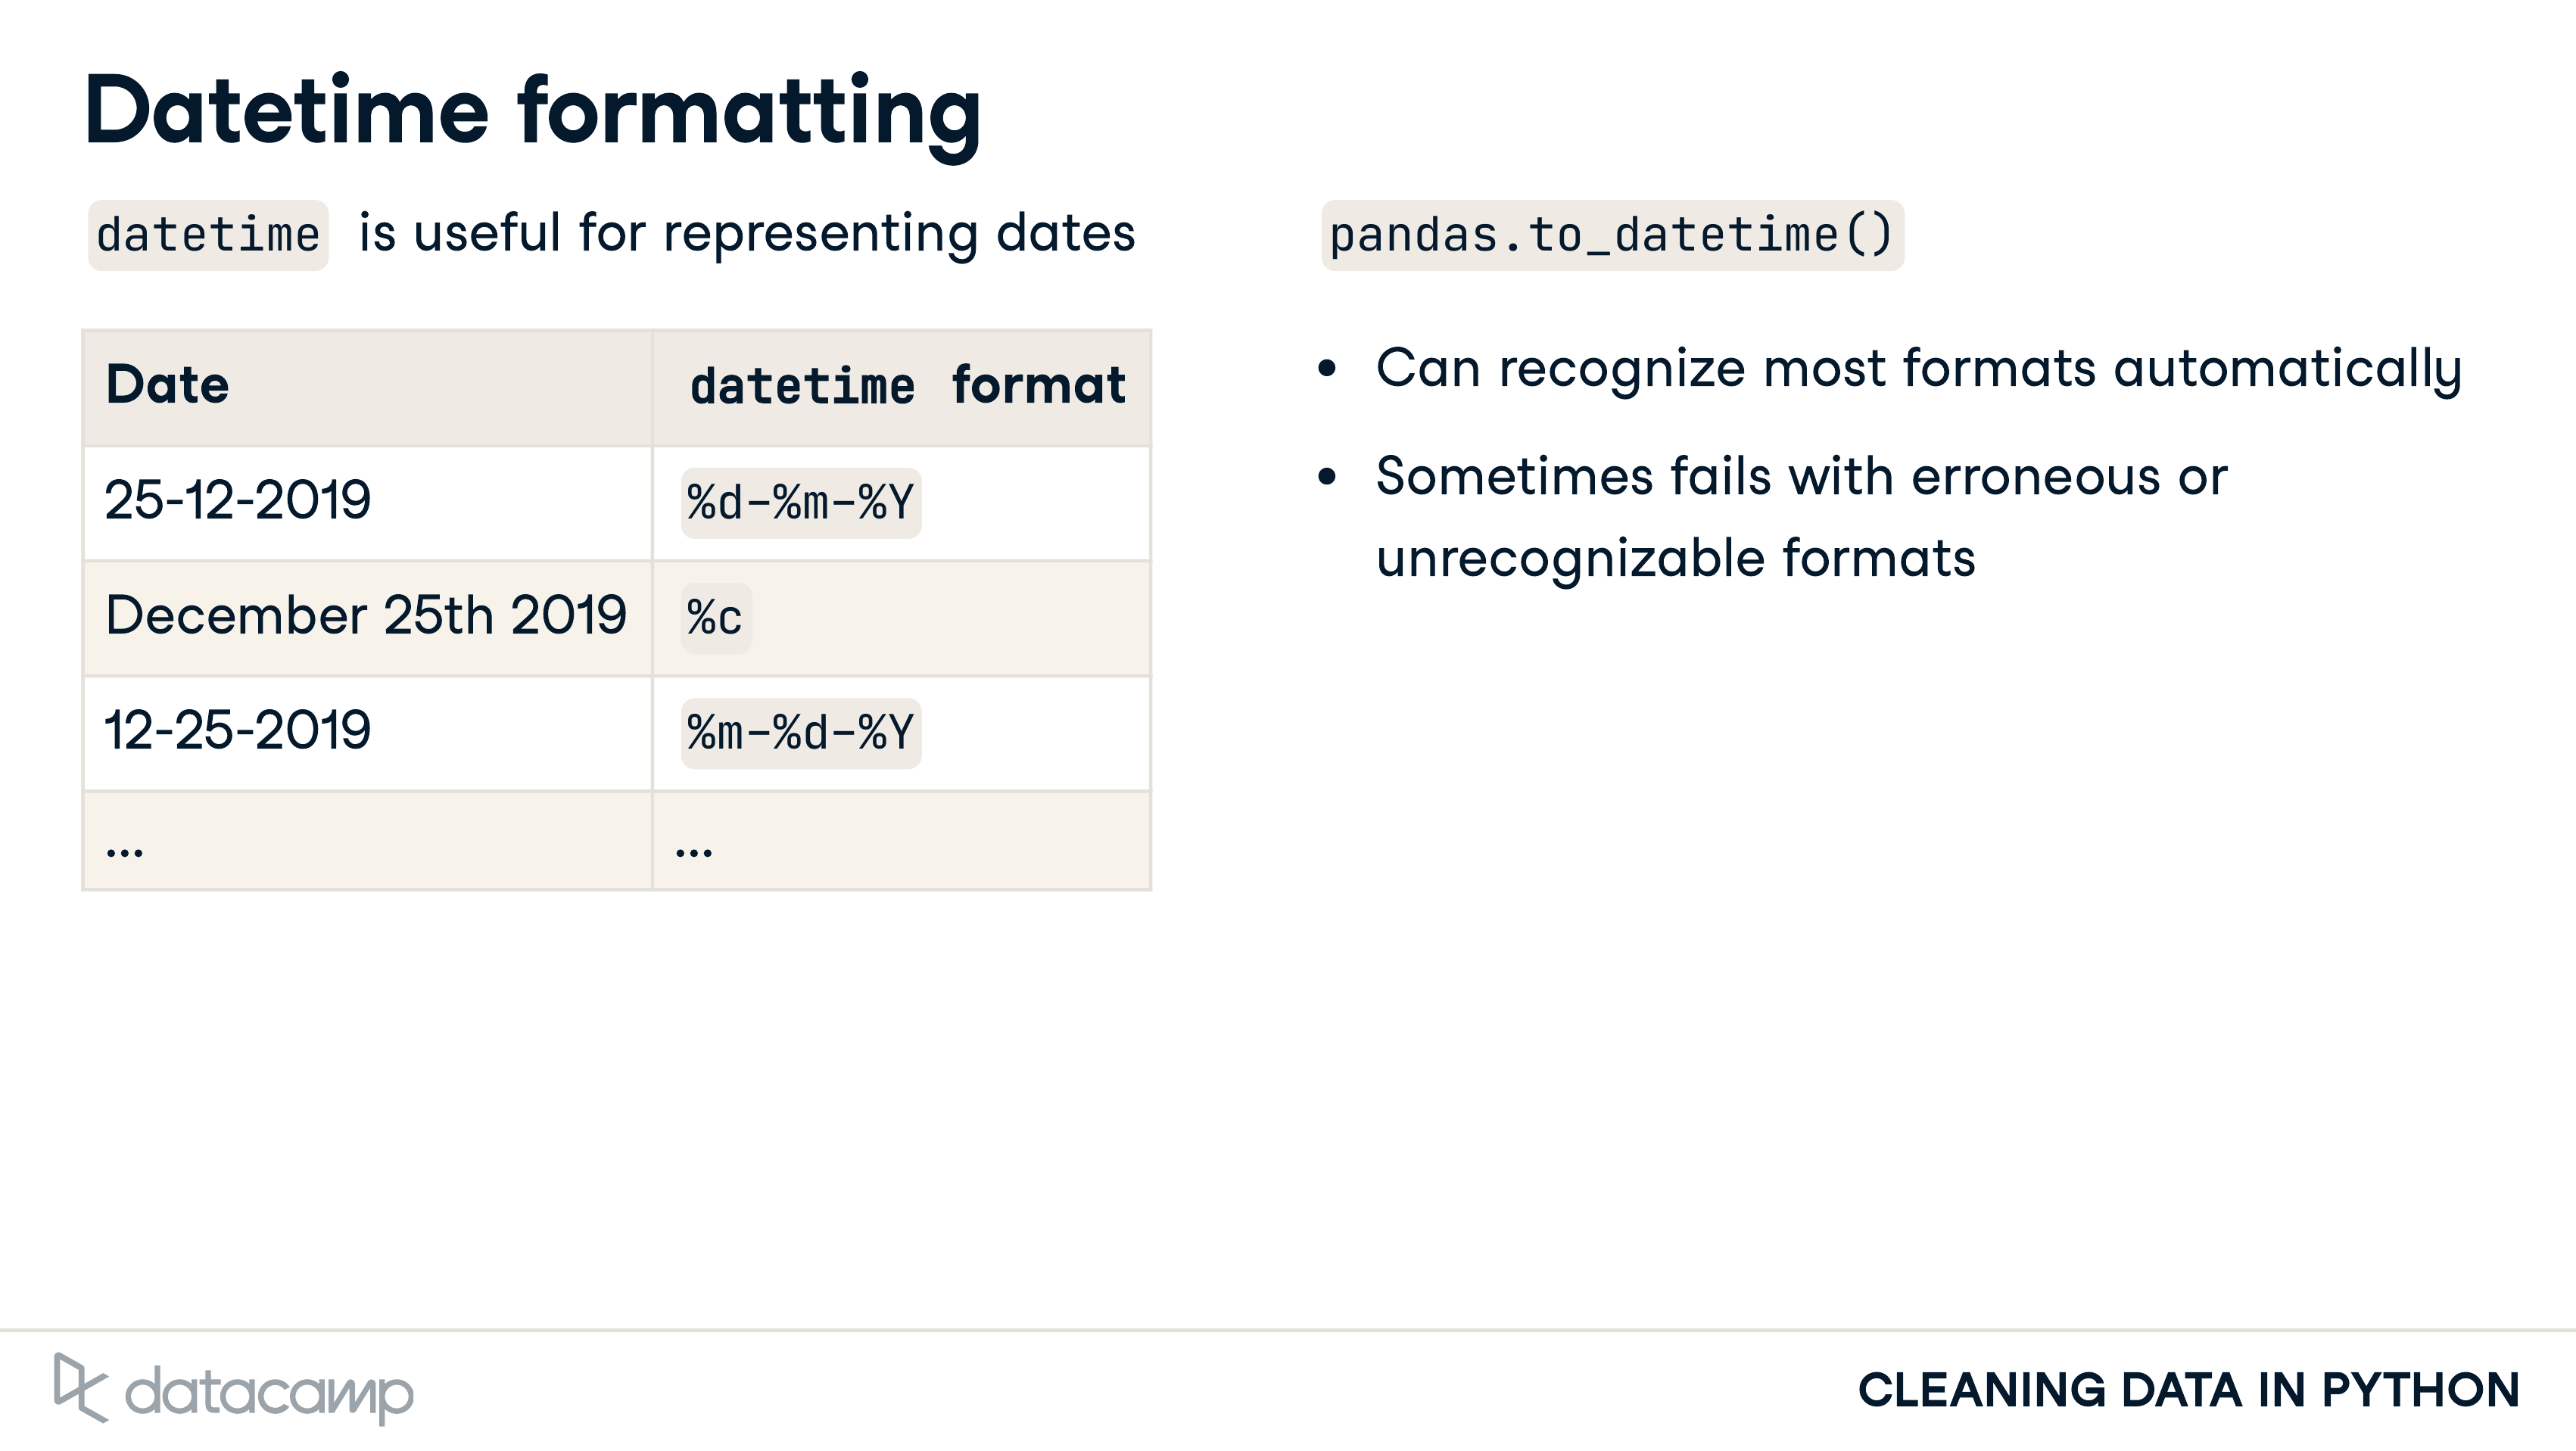 Datetime formatting
datetime is useful for representing dates
Date datetime format
25-12-2019 %d-%m-%Y
December 25th 2019 %c
12-25-2019 %m-%d-%Y
... ...
pandas.to_datetime()
• Can recognize most formats automatically
• Sometimes fails with erroneous or
unrecognizable formats
datacamp
CLEANING DATA IN PYTHON